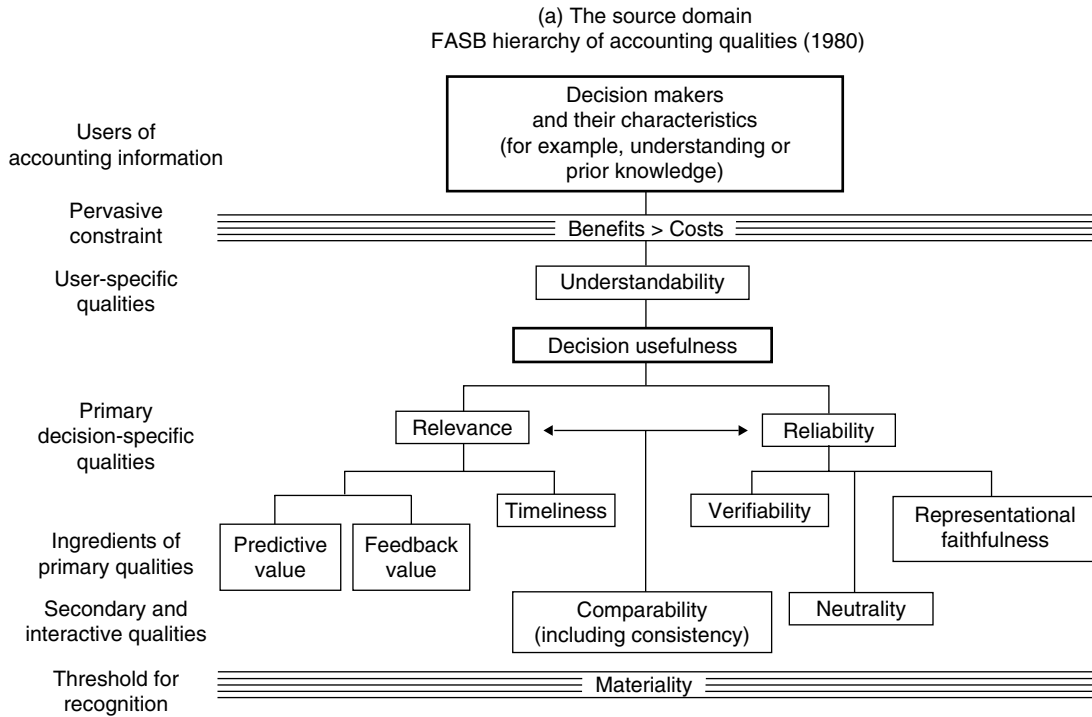 (a) The source domain
FASB hierarchy of accounting qualities (1980)
Users of
accounting information
Decision makers
and their characteristics
(for example, understanding or
prior knowledge)
Pervasive
constraint
Benefits > Costs
User-specific
qualities
Understandability
Decision usefulness
Primary
decision-specific
qualities
Relevance
Reliability
Ingredients of
primary qualities
Predictive
value
Feedback
value
Timeliness
Verifiability
Representational
faithfulness
Secondary and
interactive qualities
Comparability
(including consistency)
Neutrality
Threshold for
recognition
Materiality